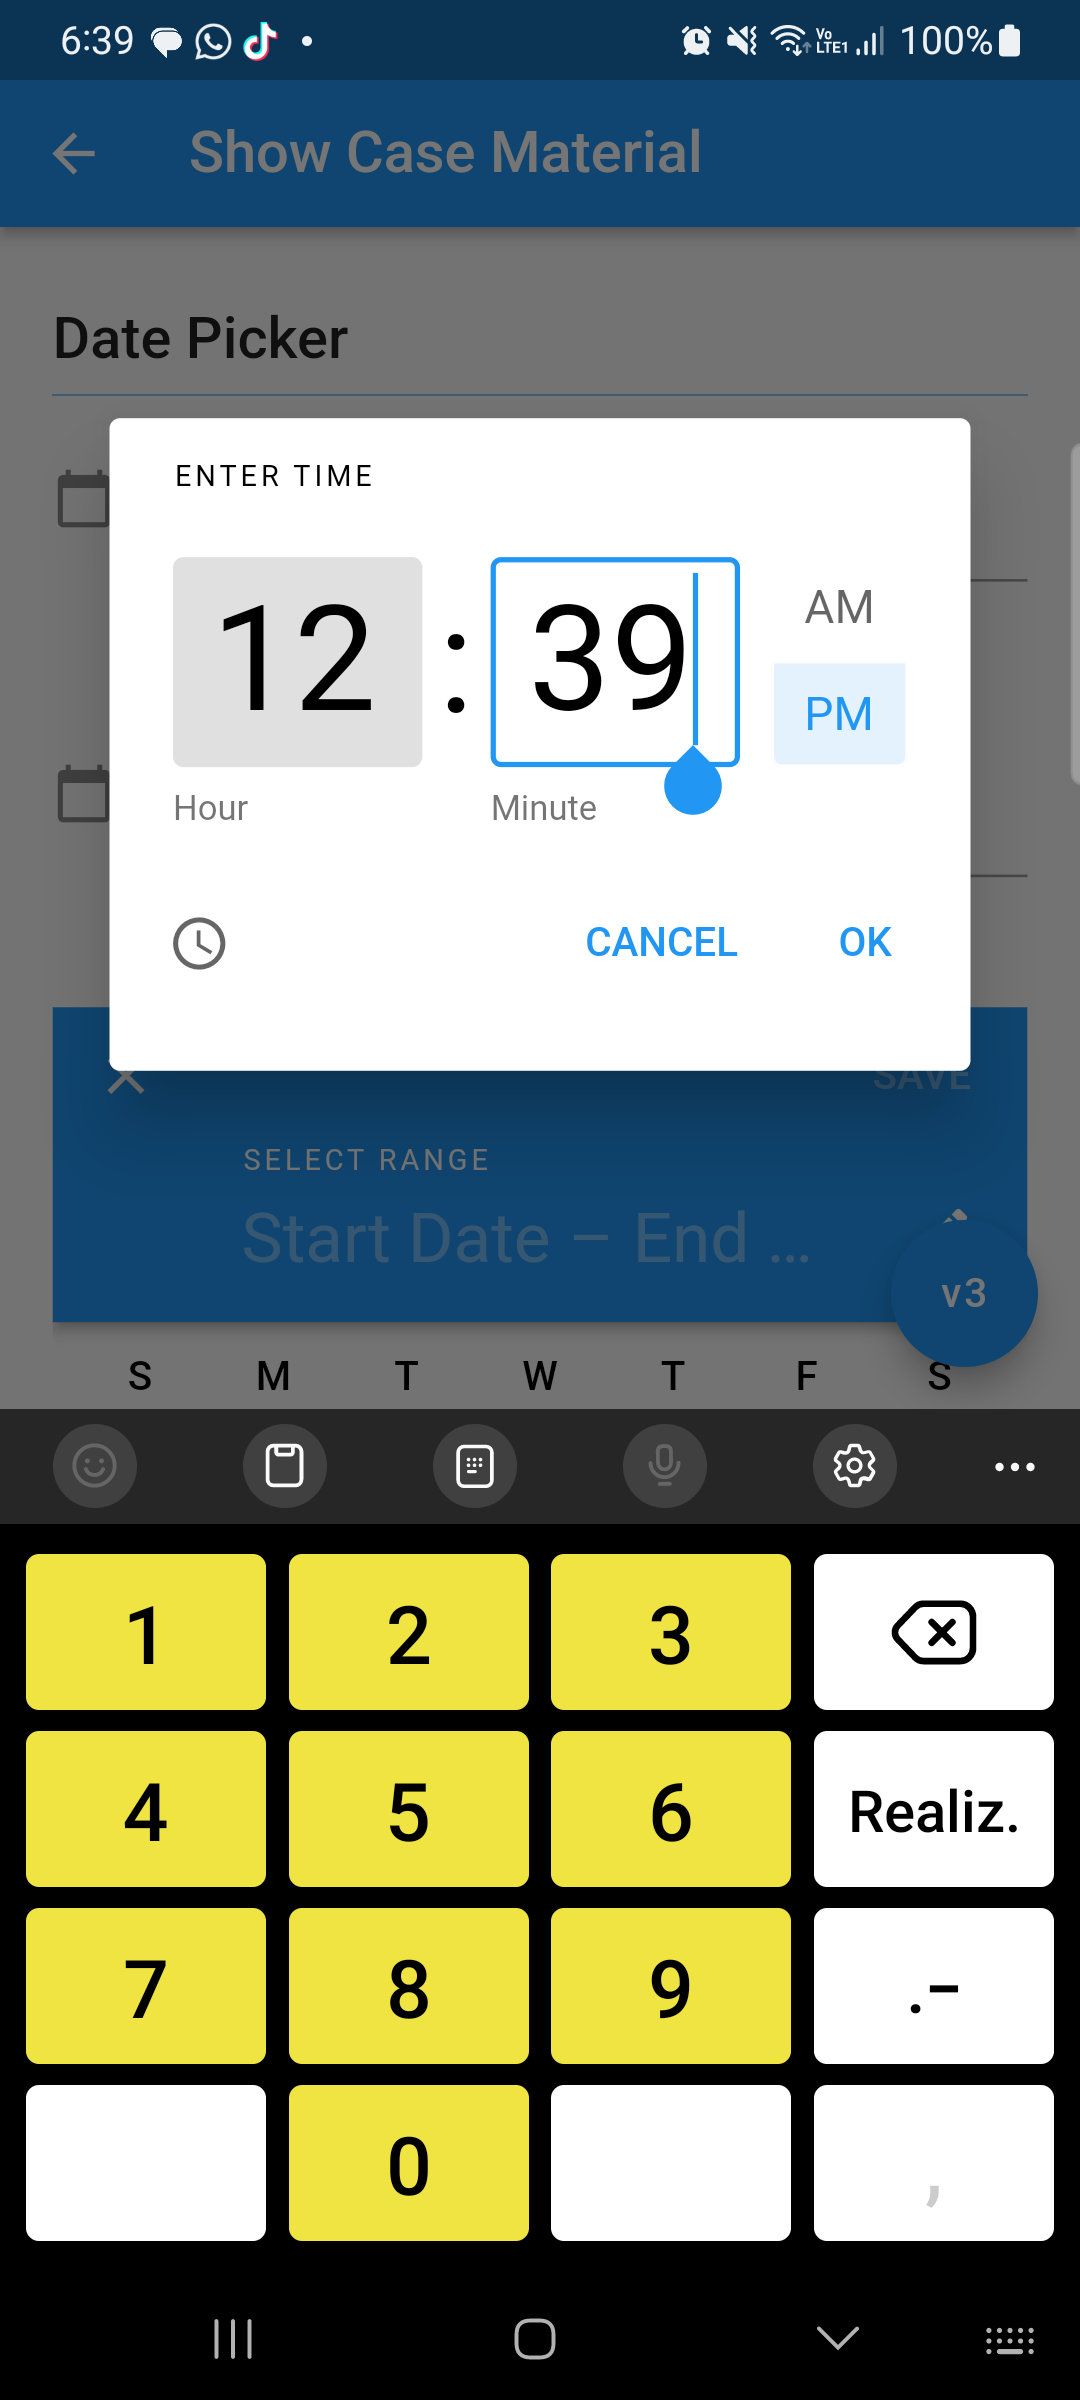 6:39
Vo
LTE1
100%
Show Case Material
Date Picker
ENTER TIME
12 : 39
AM
PM
Hour
Minute
CANCEL
OK
SAVE
SELECT RANGE
Start Date – End ...
v3
S M T W T F S
1 2 3
4 5 6 Realiz.
7 8 9 .-
0 ,